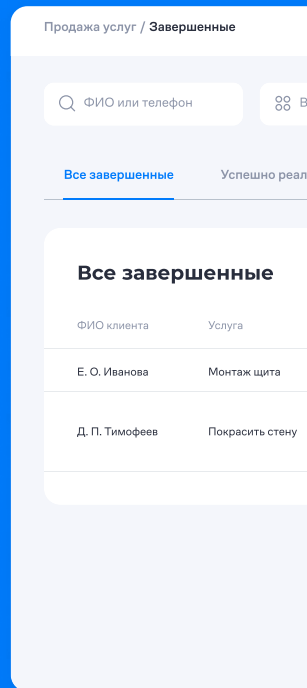 Продажа услуг / Завершенные
ФИО или телефон
Все завершенные
Все завершенные
ФИО клиента Услуга
Е. О. Иванова Монтаж щита
Д. П. Тимофеев Покрасить стену